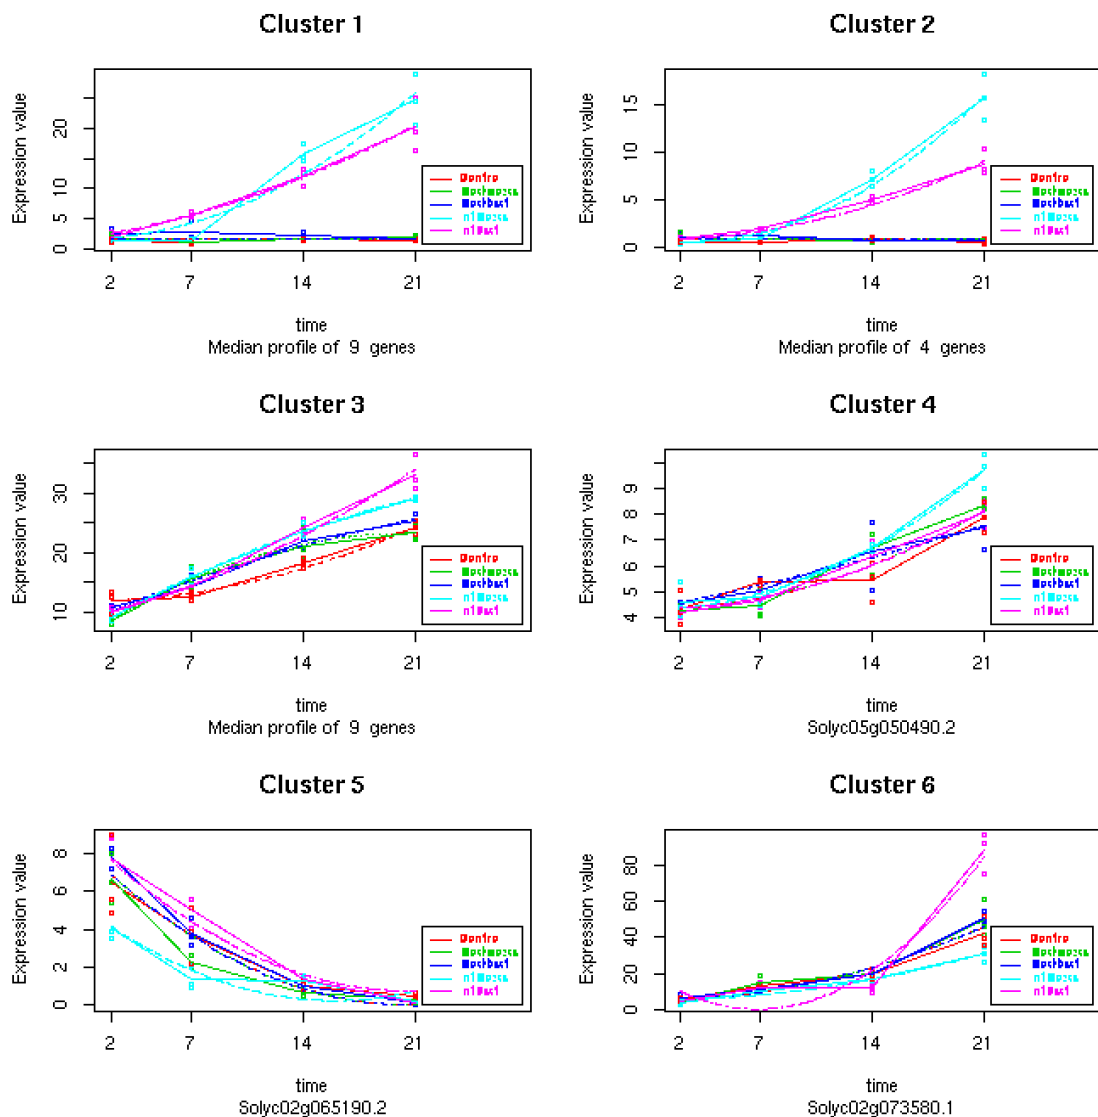 Cluster 1
Expression value
20
10
5
0
2 7 14 21
time
Median profile of 9 genes
Cluster 2
Expression value
15
10
5
0
2 7 14 21
time
Median profile of 4 genes
Cluster 3
Expression value
30
20
10
2 7 14 21
time
Median profile of 9 genes
Cluster 4
Expression value
9
8
7
6
5
4
2 7 14 21
time
Solyc05g050490.2
Cluster 5
Expression value
8
6
4
2
0
2 7 14 21
time
Solyc02g065190.2
Cluster 6
Expression value
80
60
40
20
0
2 7 14 21
time
Solyc02g073580.1